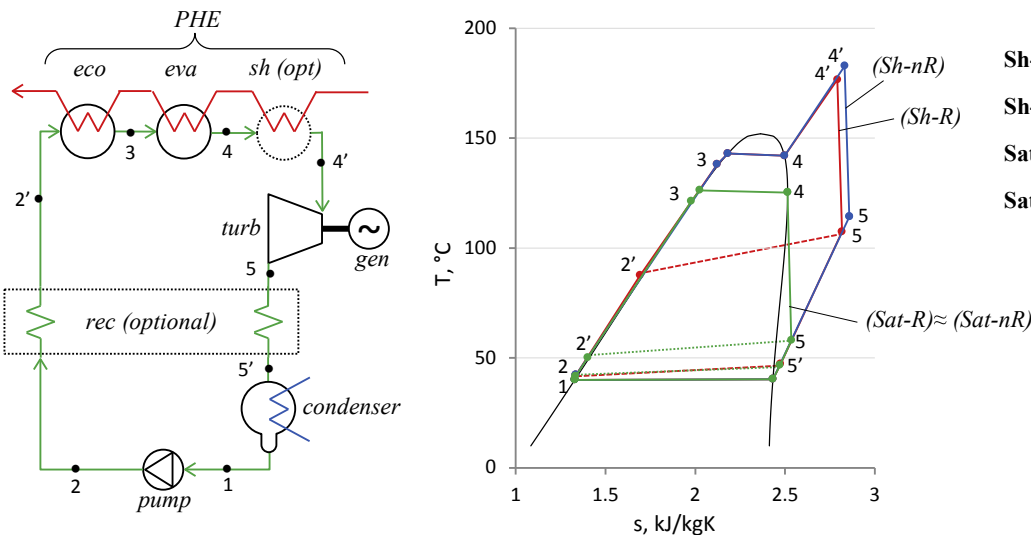 PHE
eco
eva
sh (opt)
3
4
4’
2’
turb
gen
5
rec (optional)
5’
condenser
2
pump
1
T, °C
200
150
100
50
0
1
1.5
2
2.5
3
s, kJ/kgK
4’
4’
(Sh-nR)
(Sh-R)
3
4
3
4
5
5
2’
(Sat-R)≈ (Sat-nR)
2’
5
2
5’
1
Sh-
Sh-
Sat
Sat